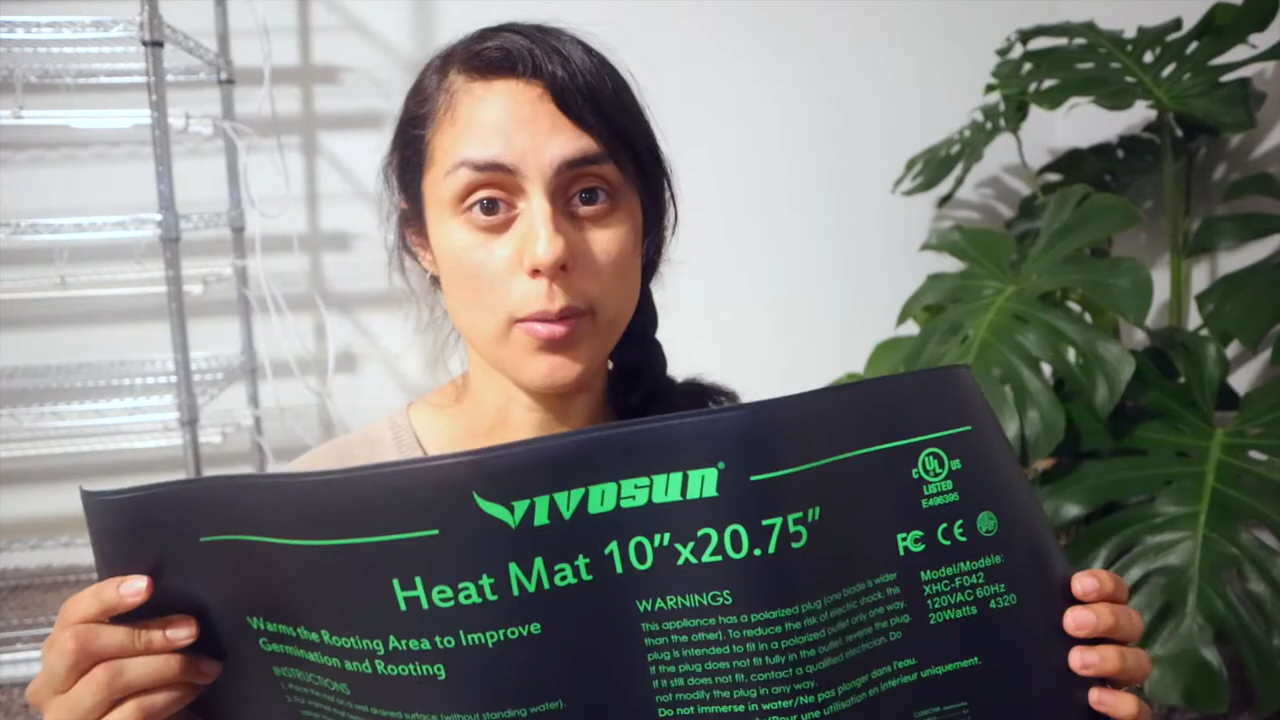 VIVOSUN®
Heat Mat 10"x20.75"
Warms the Rooting Area to Improve
Germination and Rooting
INSTRUCTIONS
WARNINGS
This appliance has a polarized plug (one blade is wider
than the other). To reduce the risk of electric shock, this
plug is intended to fit in a polarized outlet only one way.
If the plug does not fit fully in the outlet, reverse the plug.
If it still does not fit, contact a qualified electrician. Do
not modify the plug in any way.
Do not immerse in water/Ne pas plonger dans l'eau.
/Pour une utilisation en intérieur uniquement.
C UL US
LISTED
E496395
FC CE
Model/Modèle:
XHC-F042
120VAC 60Hz
20Watts 4320